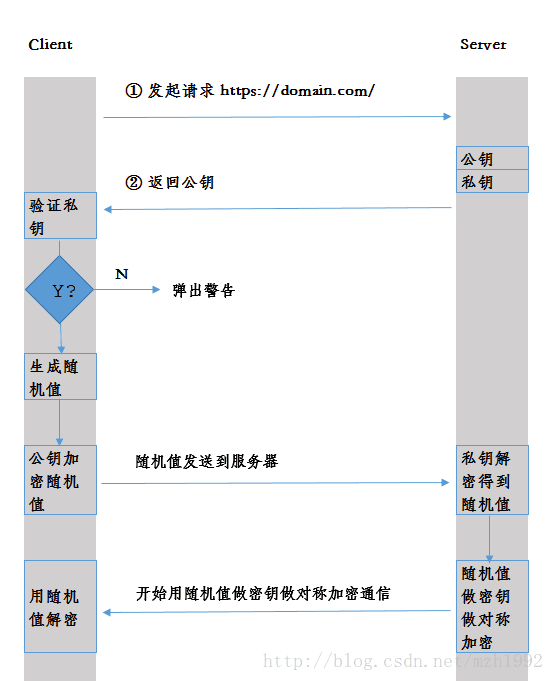 Client
Server
① 发起请求 https://domain.com/
公钥
② 返回公钥
私钥
验证私
钥
Y?
N
弹出警告
生成随
机值
公钥加
密随机
值
随机值发送到服务器
私钥解
密得到
随机值
用随机
值解密
开始用随机值做密钥做对称加密通信
随机值
做密钥
做对称
加密
http://blog.csdn.net/mzh1992